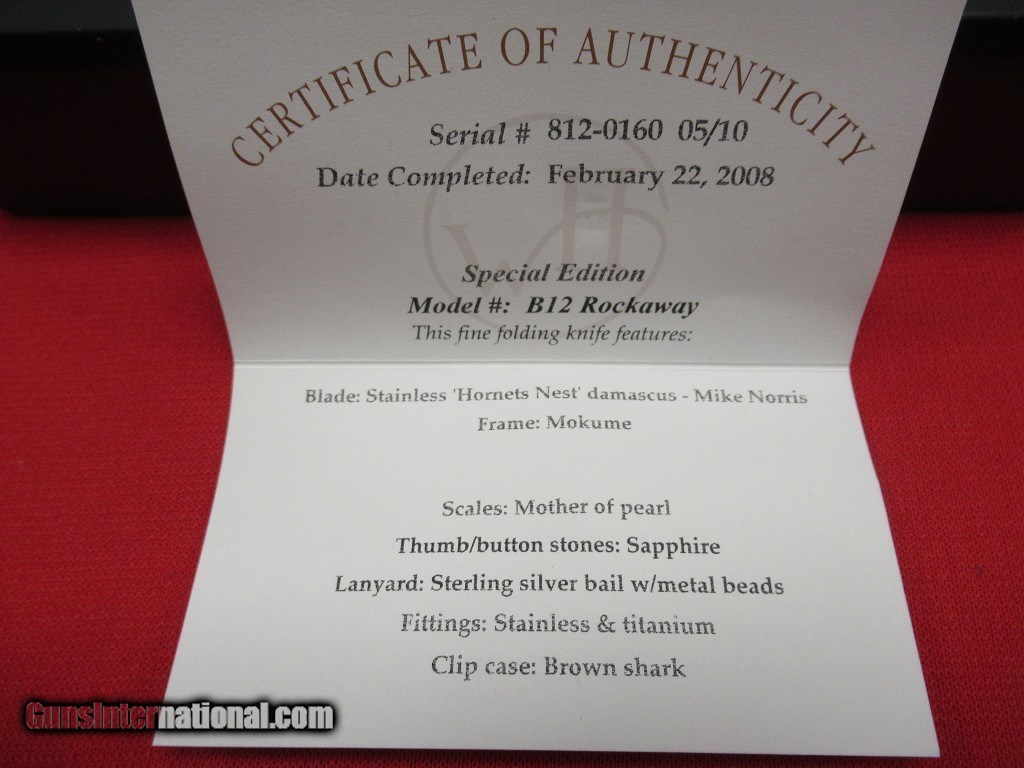 CERTIFICATE OF AUTHENTICITY
Serial # 812-0160 05/10
Date Completed: February 22, 2008
WH
Special Edition
Model #: B12 Rockaway
This fine folding knife features:
Blade: Stainless 'Hornets Nest' damascus - Mike Norris
Frame: Mokume
Scales: Mother of pearl
Thumb/button stones: Sapphire
Lanyard: Sterling silver bail w/metal beads
Fittings: Stainless & titanium
Clip case: Brown shark
GunsInternational.com